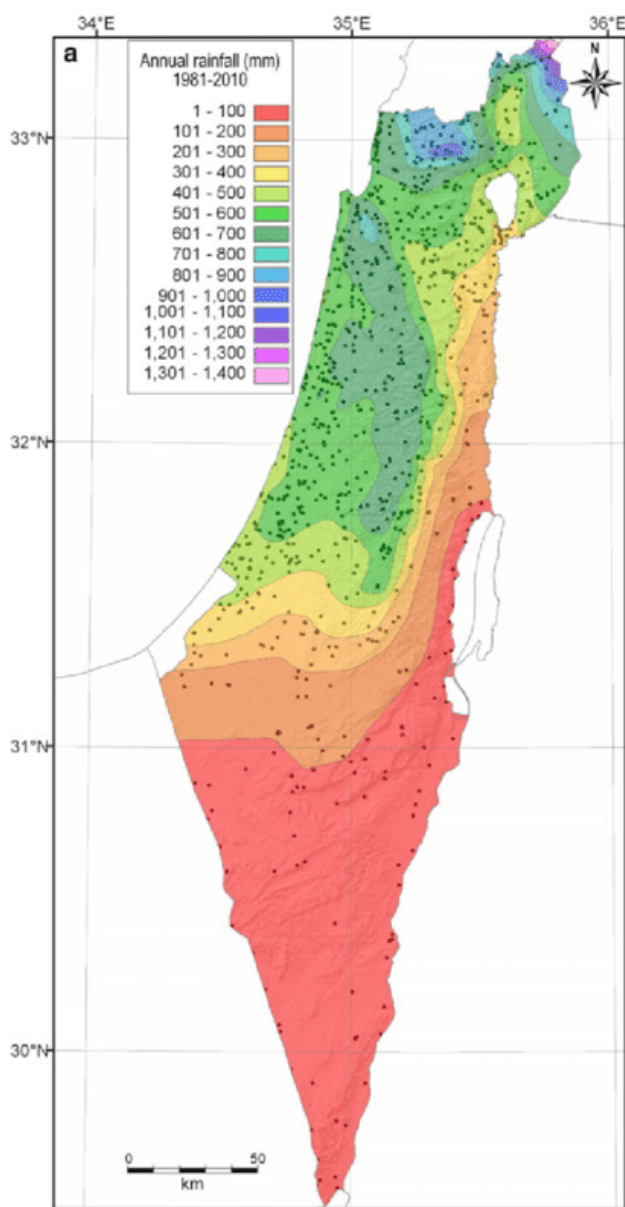 34°E 35°E 36°E
a
Annual rainfall (mm)
1981-2010
1 - 100
101 - 200
201 - 300
301 - 400
401 - 500
501 - 600
601 - 700
701 - 800
801 - 900
901 - 1,000
1,001 - 1,100
1,101 - 1,200
1,201 - 1,300
1,301 - 1,400
N
33°N
32°N
31°N
30°N
0 50
km